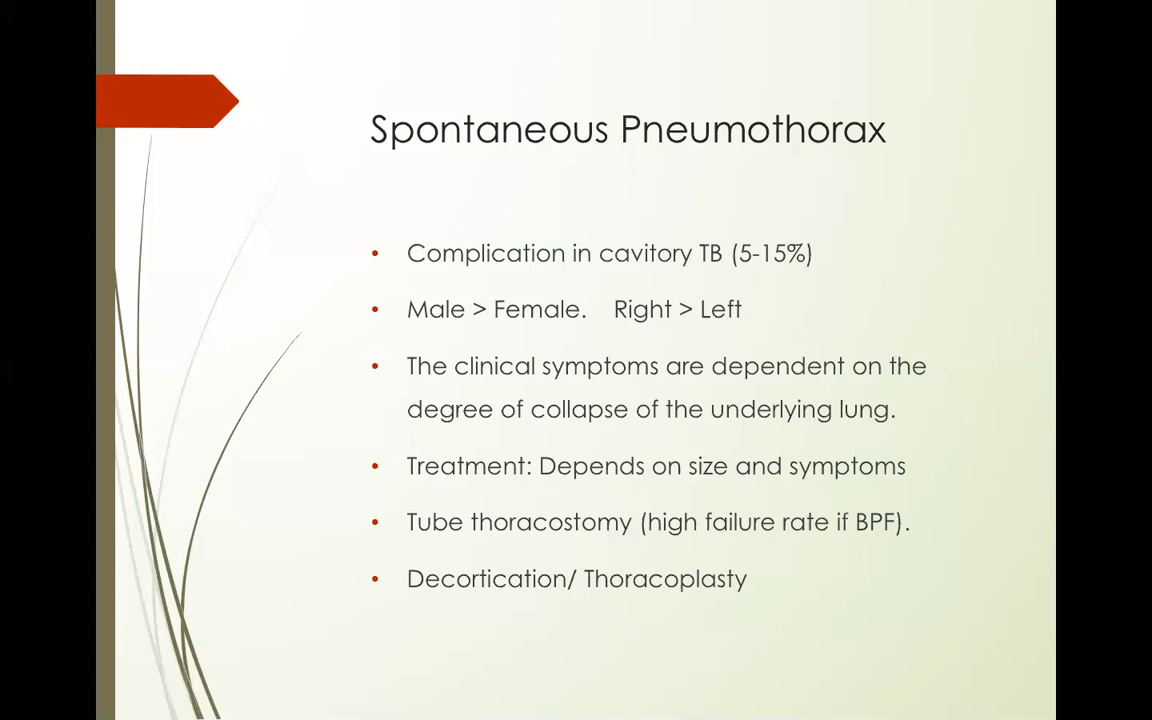 Spontaneous Pneumothorax
• Complication in cavitory TB (5-15%)
• Male > Female. Right > Left
• The clinical symptoms are dependent on the
degree of collapse of the underlying lung.
• Treatment: Depends on size and symptoms
• Tube thoracostomy (high failure rate if BPF).
• Decortication/ Thoracoplasty